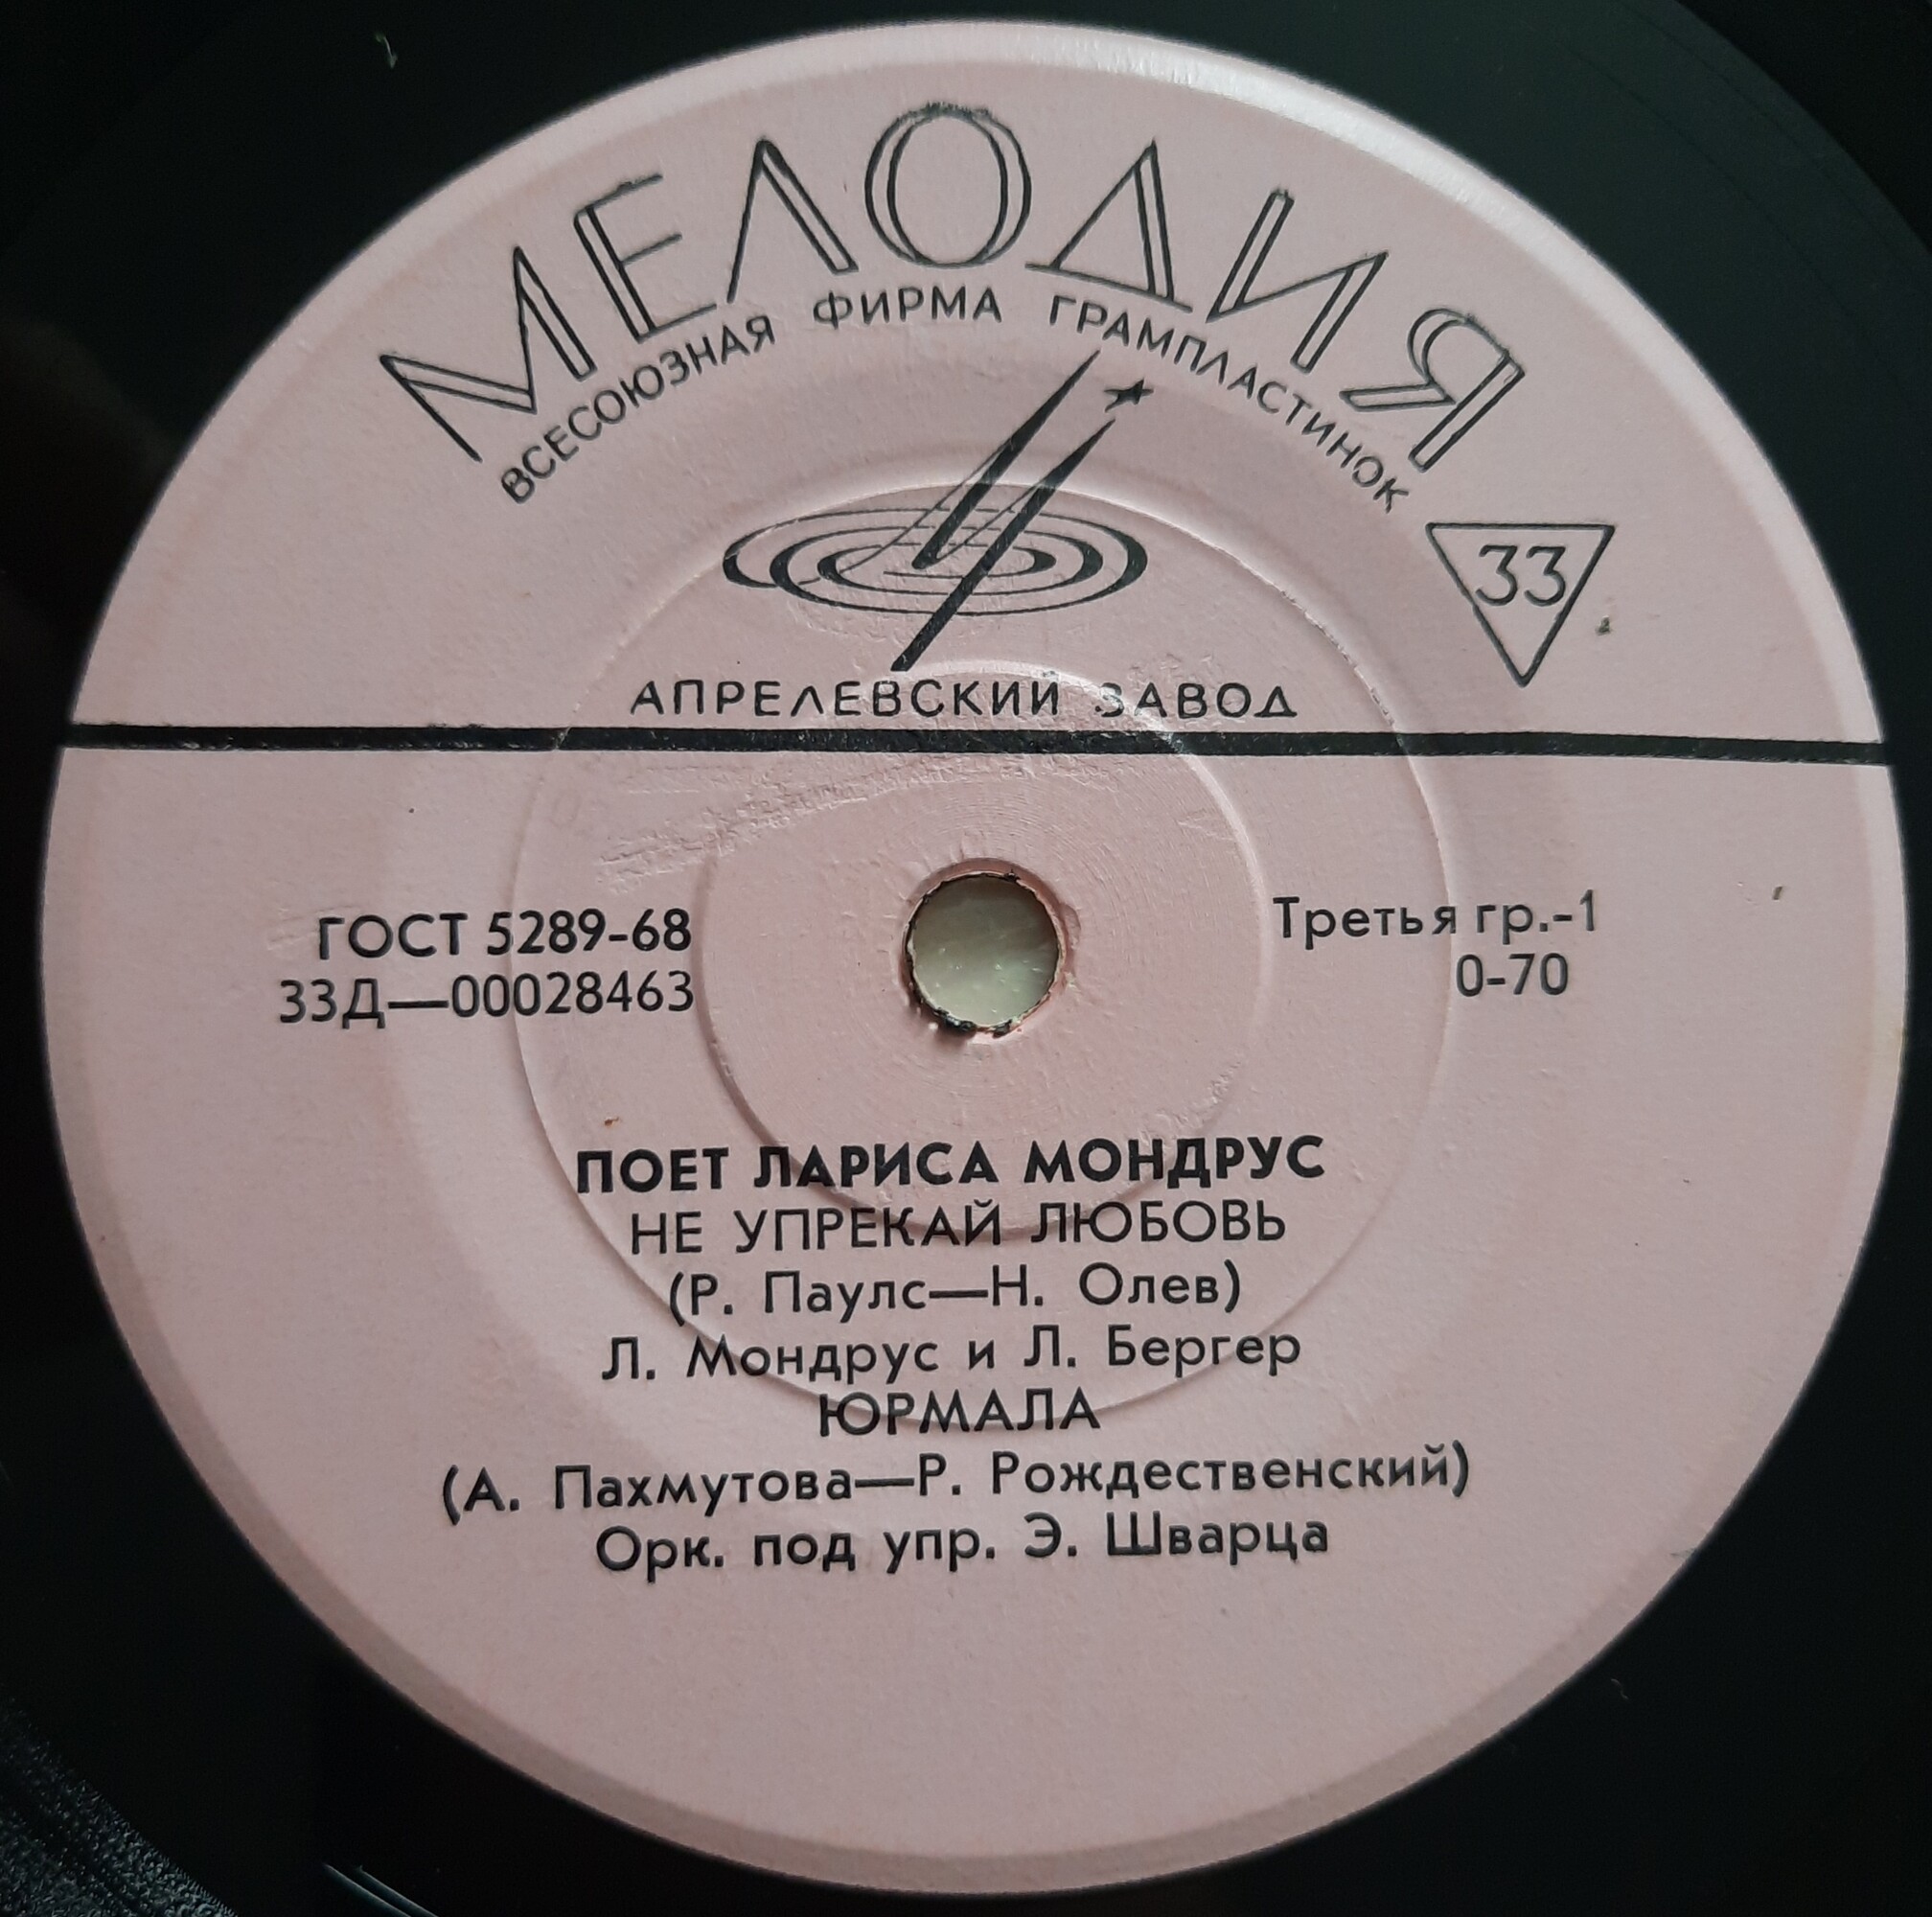 МЕЛОДИЯ
ВСЕСОЮЗНАЯ ФИРМА ГРАМПЛАСТИНОК
33
АПРЕЛЕВСКИЙ ЗАВОД
ГОСТ 5289-68
33Д—00028463
Третья гр.-1
0-70
ПОЕТ ЛАРИСА МОНДРУС
НЕ УПРЕКАЙ ЛЮБОВЬ
(Р. Паулс—Н. Олев)
Л. Мондрус и Л. Бергер
ЮРМАЛА
(А. Пахмутова—Р. Рождественский)
Орк. под упр. Э. Шварца